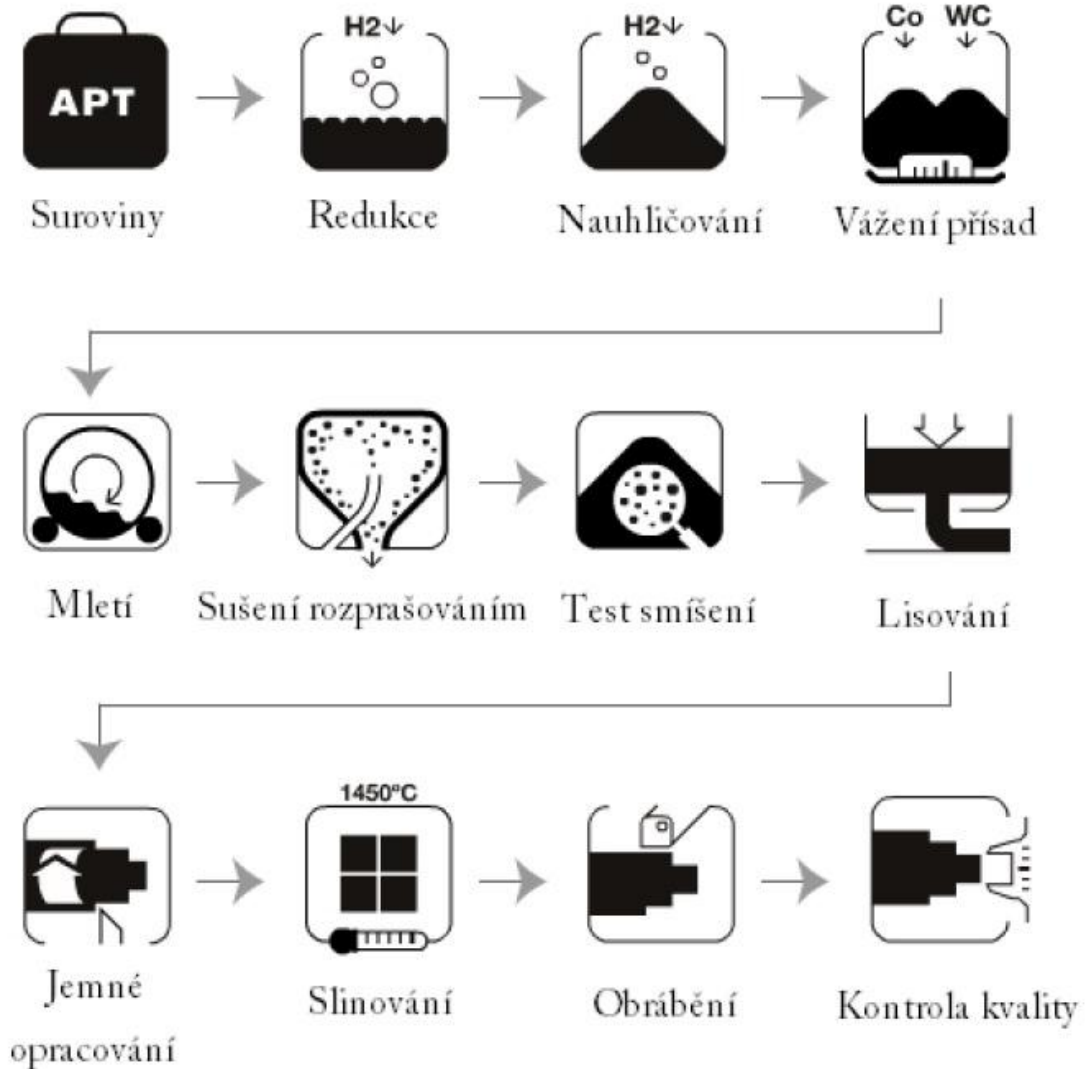 H2 H2 Co WC
APT
Suroviny Redukce Nauhličování Vážení přísad
Mletí Sušení rozprašováním Test smíšení Lisování
1450°C
Jemné Slinování Obrábění Kontrola kvality
opracování